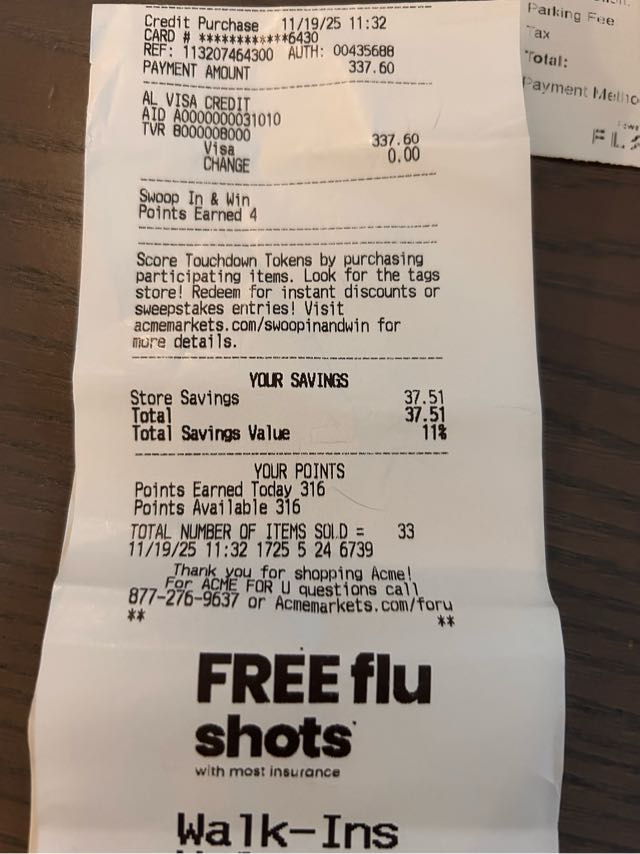 Credit Purchase 11/19/25 11:32
CARD # ************6430
REF: 113207464300 AUTH: 00435688
PAYMENT AMOUNT 337.60
AL VISA CREDIT
AID A0000000031010
TVR 8000008000
Visa 337.60
CHANGE 0.00
Swoop In & Win
Points Earned 4
Score Touchdown Tokens by purchasing
participating items. Look for the tags
store! Redeem for instant discounts or
sweepstakes entries! Visit
acmemarkets.com/swoopinandwin for
more details.
YOUR SAVINGS
Store Savings 37.51
Total 37.51
Total Savings Value 11%
YOUR POINTS
Points Earned Today 316
Points Available 316
TOTAL NUMBER OF ITEMS SOLD = 33
11/19/25 11:32 1725 5 24 6739
Thank you for shopping Acme!
For ACME FOR U questions call
877-276-9637 or Acmemarkets.com/foru
** **
FREE flu
shots*
with most insurance
Walk-Ins
Parking Fee
Tax
Total:
Payment Metho